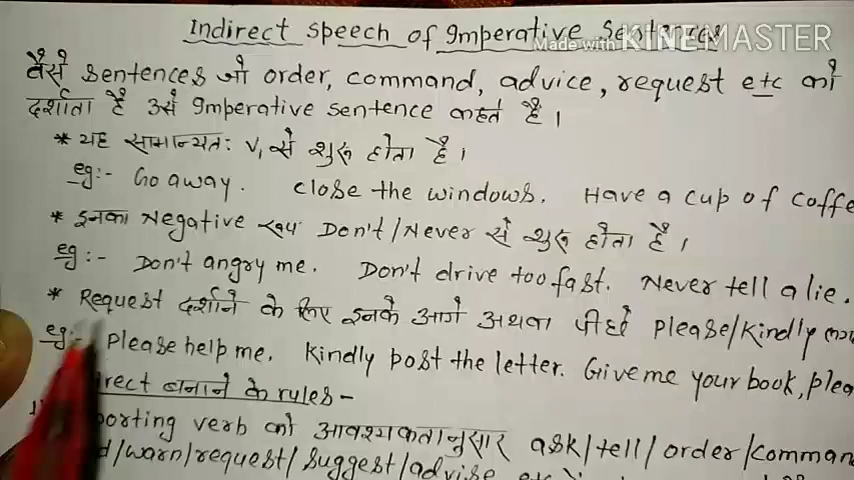 Indirect speech of Imperative Sentences
Made with KINEMASTER
वैसे sentences जो order, command, advice, request etc को
दर्शाता है उसे Imperative sentence कहते हैं।
* यह सामान्यतः V₁ से शुरू होता है।
eg:- Go away. Close the windows. Have a cup of coffe
* इनका Negative रूप Don't/Never से शुरू होता है।
eg:- Don't angry me. Don't drive too fast. Never tell a lie.
* Request दर्शाने के लिए इनके आगे अथवा पीछे please/kindly
eg:- Please help me. Kindly post the letter. Give me your book, plea
rect बनाने के rules-
porting verb को आवश्यकतानुसार ask/tell/order/comman
d/warn/request/suggest/advise etc